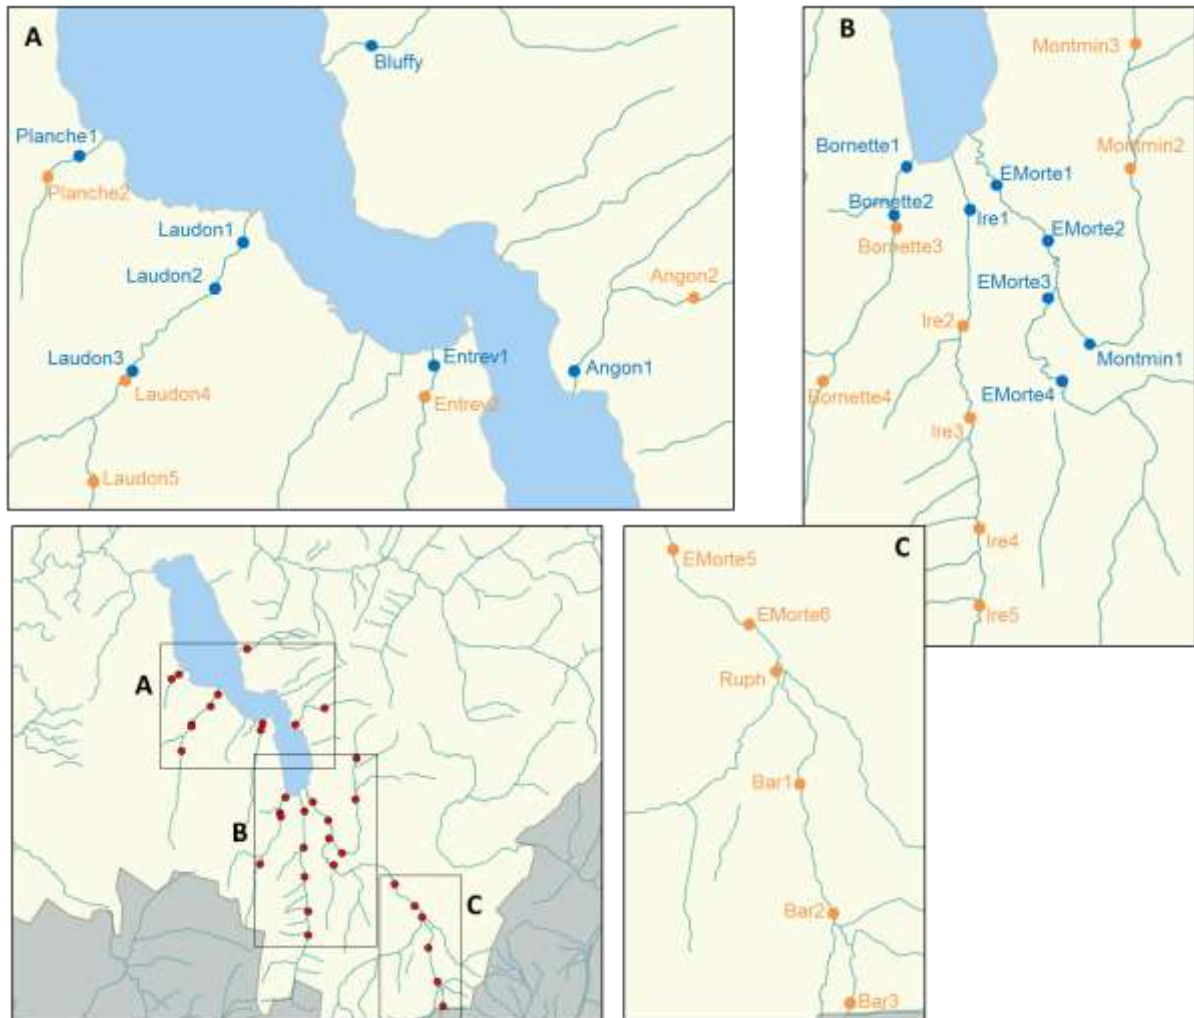 A
Bluffy
Planche1
Planche2
Laudon1
Laudon2
Angon2
Laudon3
Entrev1
Angon1
Laudon4
Entrev2
Laudon5
B
Montmin3
Bornette1
Montmin2
EMorte1
Bornette2
Ire1
EMorte2
Bornette3
EMorte3
Ire2
Montmin1
Bornette4
EMorte4
Ire3
Ire4
Ire5
A
B
C
C
EMorte5
EMorte6
Ruph
Bar1
Bar2
Bar3